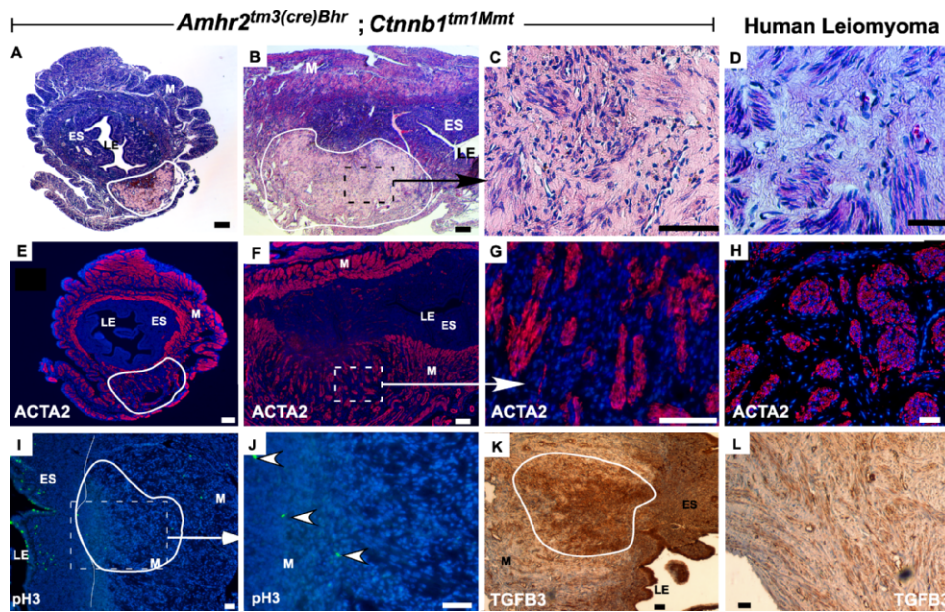 Amhr2tm3(cre)Bhr ; Ctnnb1tm1Mmt Human Leiomyoma
A M ES LE
B M ES LE
C
D
E LE ES M ACTA2
F M LE ES M ACTA2
G ACTA2
H ACTA2
I ES M LE M pH3
J M pH3
K ES M LE TGFB3
L TGFB3